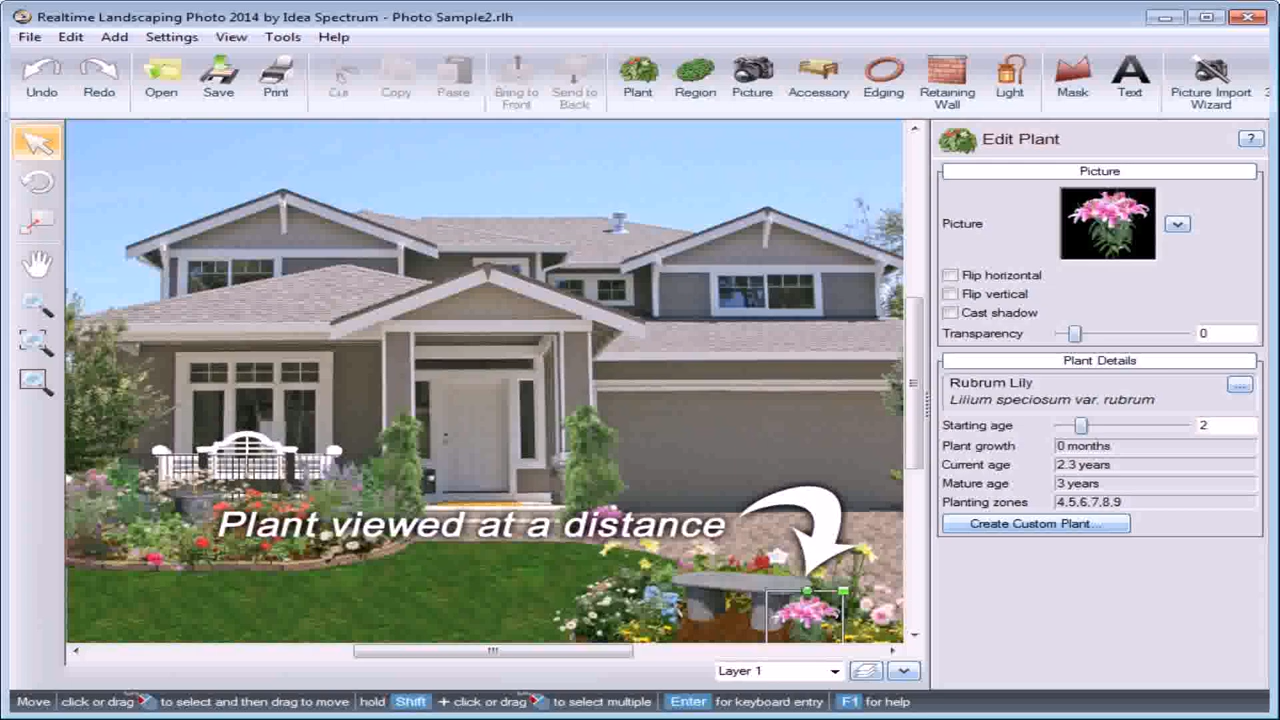 Realtime Landscaping Photo 2014 by Idea Spectrum - Photo Sample2.rlh
File Edit Add Settings View Tools Help
Undo Redo Open Save Print Cut Copy Paste Bring to Front Send to Back Plant Region Picture Accessory Edging Retaining Wall Light Mask Text Picture Import Wizard
Edit Plant
?
Picture
Picture
Flip horizontal
Flip vertical
Cast shadow
Transparency 0
Plant Details
Rubrum Lily
...
Lilium speciosum var. rubrum
Starting age 2
Plant growth 0 months
Current age 2.3 years
Mature age 3 years
Planting zones 4,5,6,7,8,9
Create Custom Plant...
Plant viewed at a distance
Layer 1
Move click or drag to select and then drag to move hold Shift + click or drag to select multiple Enter for keyboard entry F1 for help